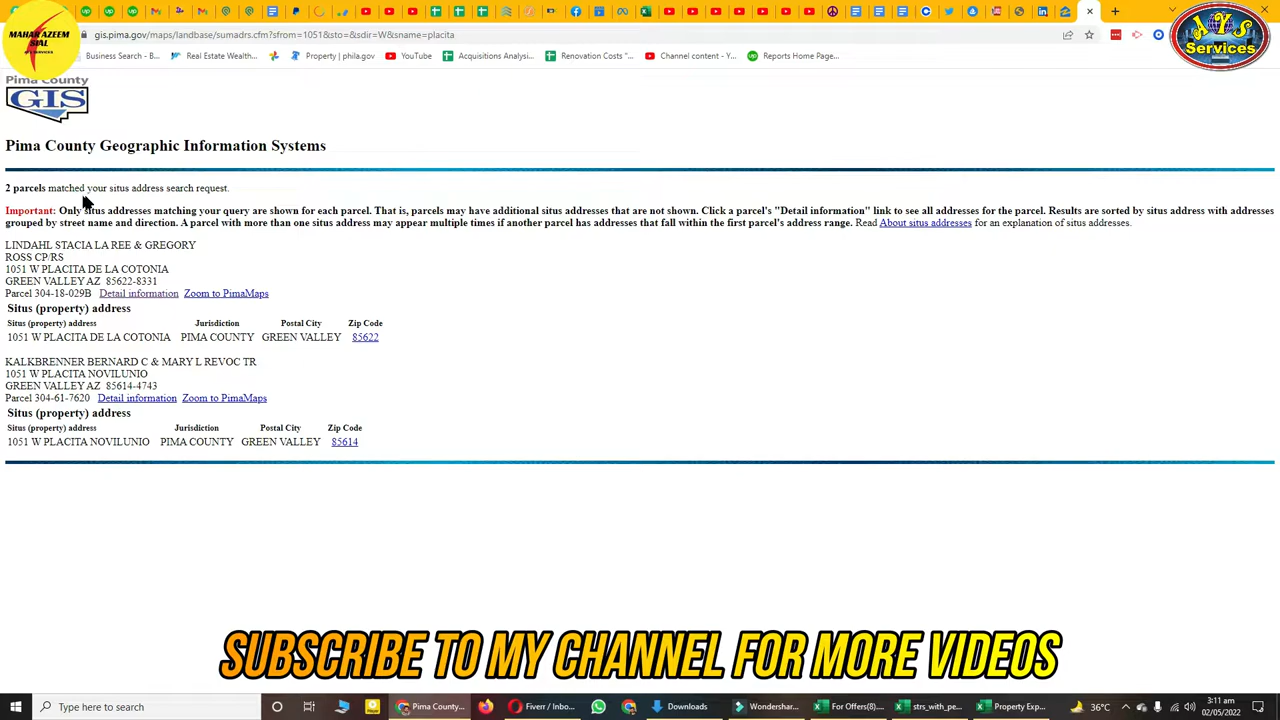 MAHAR AZEEM
SIAL
gis.pima.gov/maps/landbase/sumadrs.cfm?sfrom=1051&sto=&sdir=W&sname=placita
AYS
Services
Business Search - B...
Real Estate Wealth...
Property | phila.gov
YouTube
Acquisitions Analysi...
Renovation Costs "...
Channel content - Y...
Reports Home Page...
Pima County
GIS
Pima County Geographic Information Systems
2 parcels matched your situs address search request.
Important: Only situs addresses matching your query are shown for each parcel. That is, parcels may have additional situs addresses that are not shown. Click a parcel's "Detail information" link to see all addresses for the parcel. Results are sorted by situs address with addresses
grouped by street name and direction. A parcel with more than one situs address may appear multiple times if another parcel has addresses that fall within the first parcel's address range. Read About situs addresses for an explanation of situs addresses.
LINDAHL STACIA LA REE & GREGORY
ROSS CP/RS
1051 W PLACITA DE LA COTONIA
GREEN VALLEY AZ 85622-8331
Parcel 304-18-029B Detail information Zoom to PimaMaps
Situs (property) address
Situs (property) address Jurisdiction Postal City Zip Code
1051 W PLACITA DE LA COTONIA PIMA COUNTY GREEN VALLEY 85622
KALKBRENNER BERNARD C & MARY L REVOC TR
1051 W PLACITA NOVILUNIO
GREEN VALLEY AZ 85614-4743
Parcel 304-61-7620 Detail information Zoom to PimaMaps
Situs (property) address
Situs (property) address Jurisdiction Postal City Zip Code
1051 W PLACITA NOVILUNIO PIMA COUNTY GREEN VALLEY 85614
SUBSCRIBE TO MY CHANNEL FOR MORE VIDEOS
Type here to search
Pima County...
Fiverr / Inbo...
Downloads
Wondershar...
For Offers(8)...
strs_with_pe...
Property Exp...
36°C
3:11 pm
02/05/2022